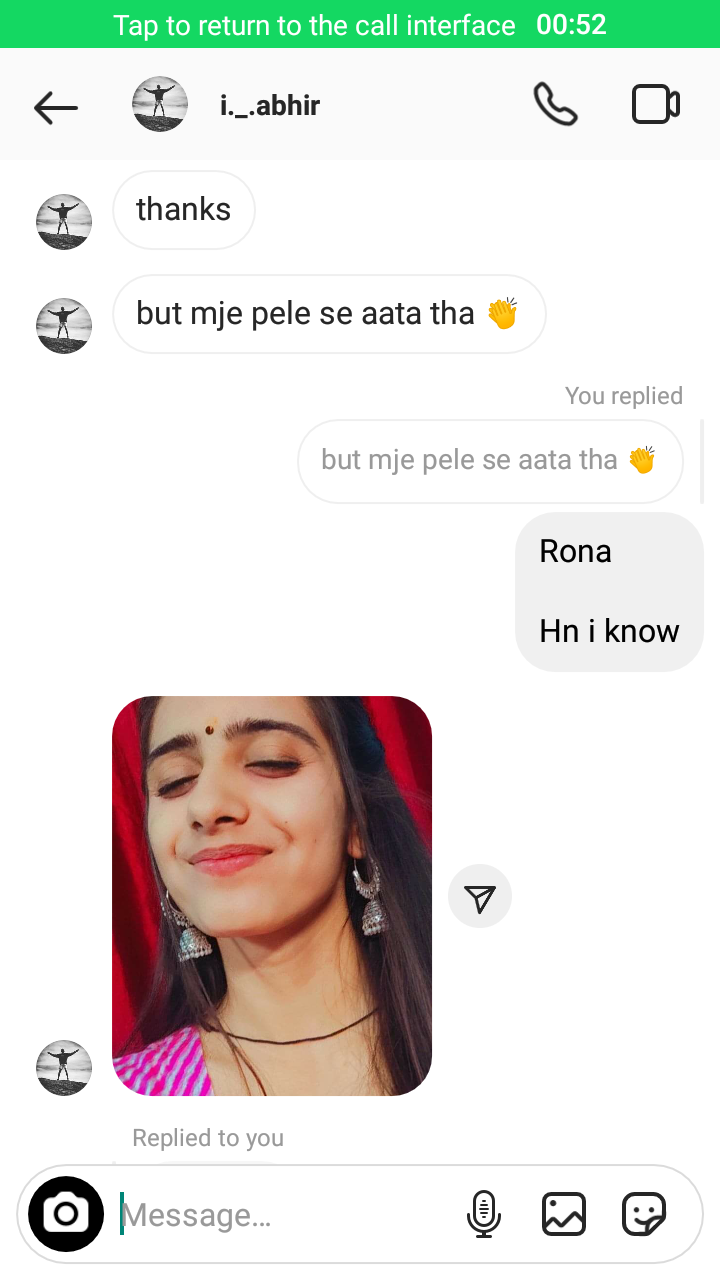 Tap to return to the call interface 00:52
i._.abhir
thanks
but mje pele se aata tha 👏
You replied
but mje pele se aata tha 👏
Rona
Hn i know
Replied to you
Message...